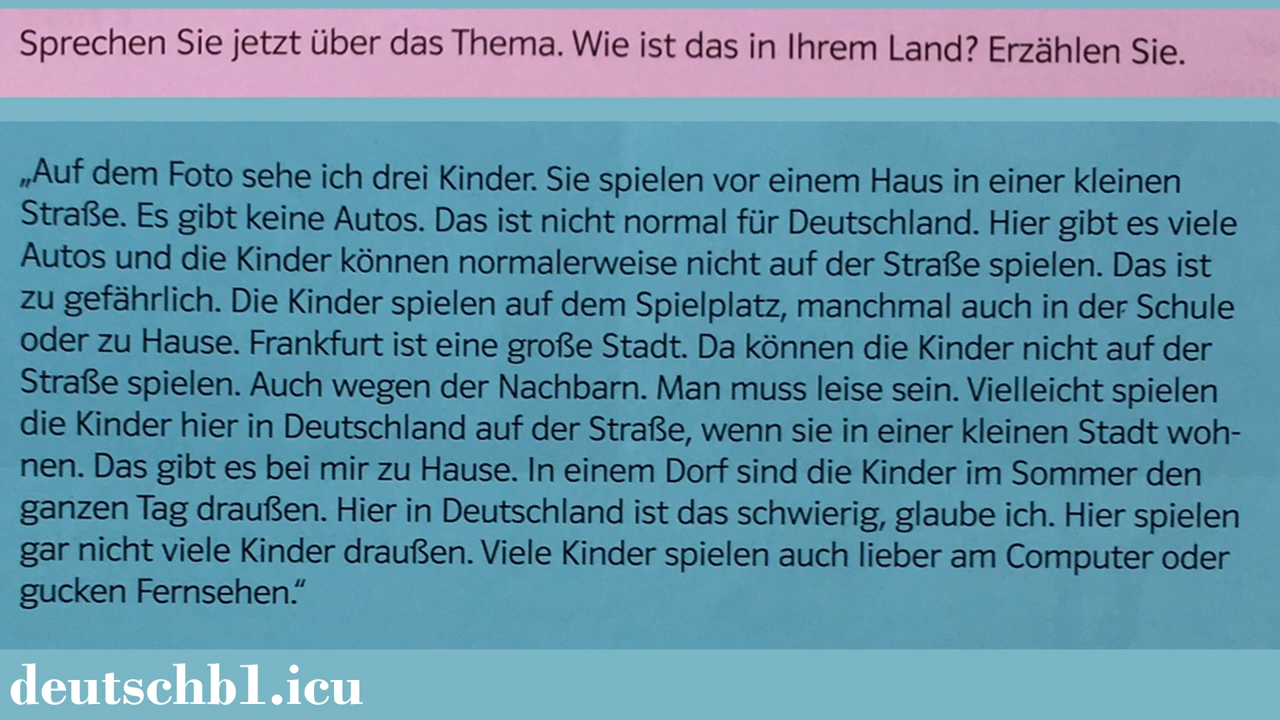 Sprechen Sie jetzt über das Thema. Wie ist das in Ihrem Land? Erzählen Sie.
„Auf dem Foto sehe ich drei Kinder. Sie spielen vor einem Haus in einer kleinen
Straße. Es gibt keine Autos. Das ist nicht normal für Deutschland. Hier gibt es viele
Autos und die Kinder können normalerweise nicht auf der Straße spielen. Das ist
zu gefährlich. Die Kinder spielen auf dem Spielplatz, manchmal auch in der Schule
oder zu Hause. Frankfurt ist eine große Stadt. Da können die Kinder nicht auf der
Straße spielen. Auch wegen der Nachbarn. Man muss leise sein. Vielleicht spielen
die Kinder hier in Deutschland auf der Straße, wenn sie in einer kleinen Stadt woh-
nen. Das gibt es bei mir zu Hause. In einem Dorf sind die Kinder im Sommer den
ganzen Tag draußen. Hier in Deutschland ist das schwierig, glaube ich. Hier spielen
gar nicht viele Kinder draußen. Viele Kinder spielen auch lieber am Computer oder
gucken Fernsehen.“
deutschb1.icu